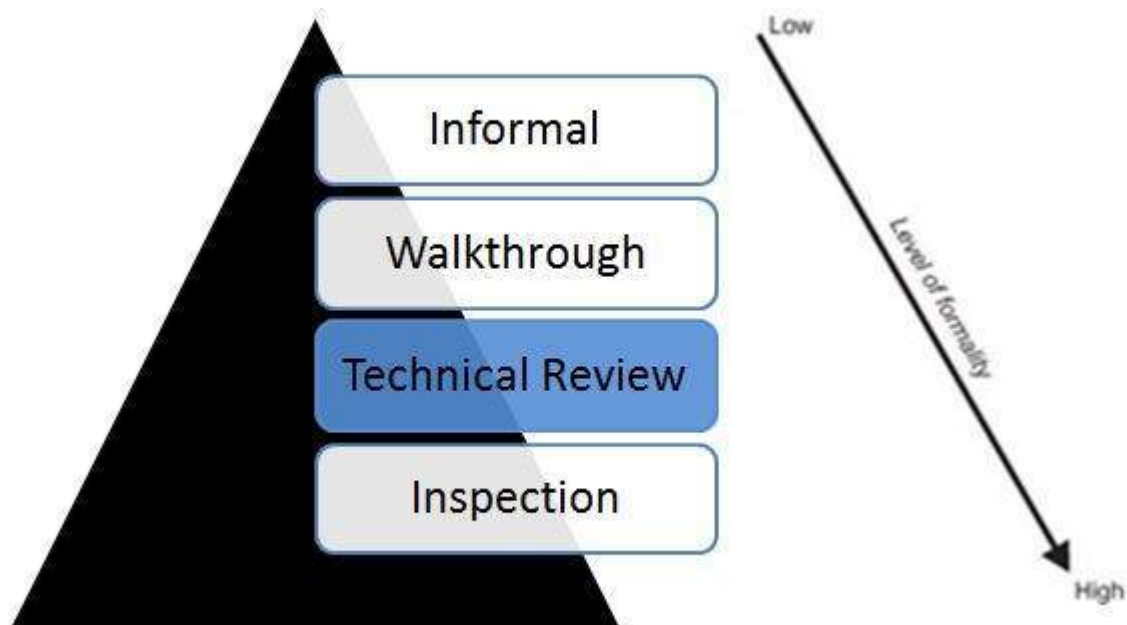 Low
Informal
Walkthrough
Level of formality
Technical Review
Inspection
High